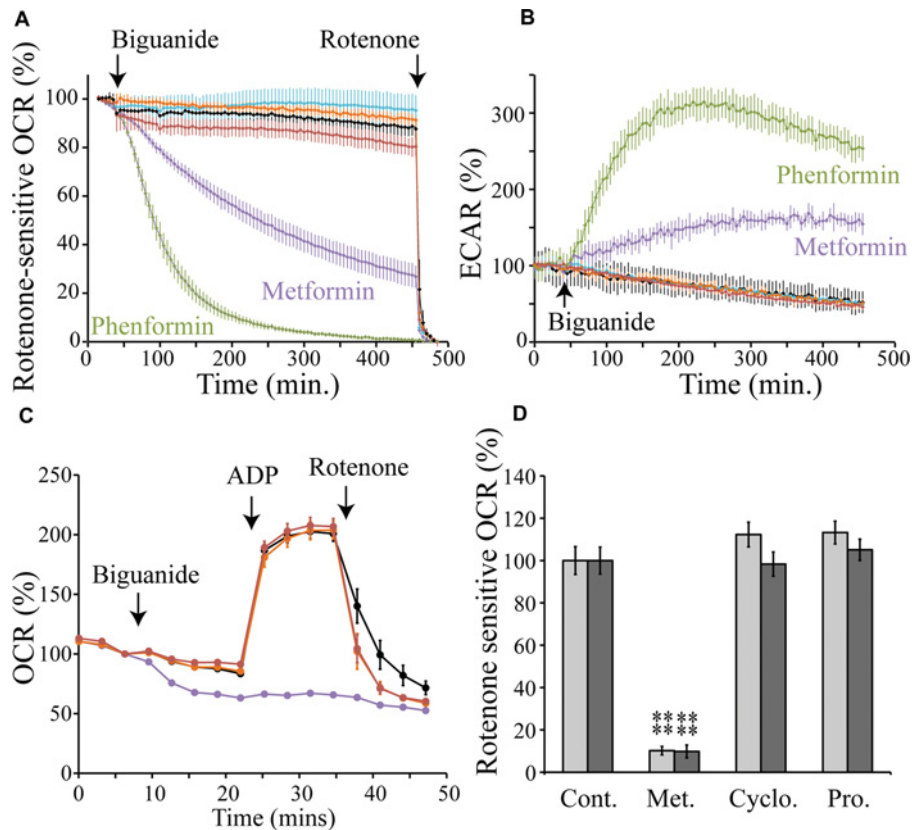 A
Biguanide
Rotenone
Rotenone-sensitive OCR (%)
100
80
60
40
20
0
Metformin
Phenformin
0
100
200
300
400
500
Time (min.)
B
ECAR (%)
300
200
100
0
Phenformin
Metformin
Biguanide
0
100
200
300
400
500
Time (min.)
C
OCR (%)
250
200
150
100
50
0
Biguanide
ADP
Rotenone
0
10
20
30
40
50
Time (mins)
D
Rotenone sensitive OCR (%)
140
120
100
80
60
40
20
0
**** ****
Cont.
Met.
Cyclo.
Pro.